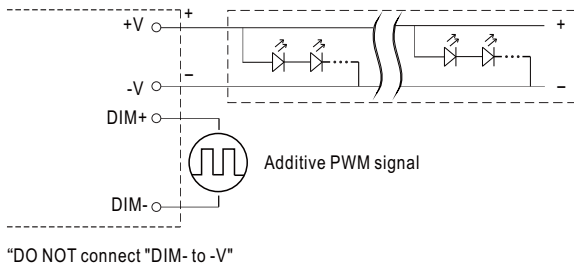 +V + +
-V − −
DIM+
Additive PWM signal
DIM-
“DO NOT connect "DIM- to -V"